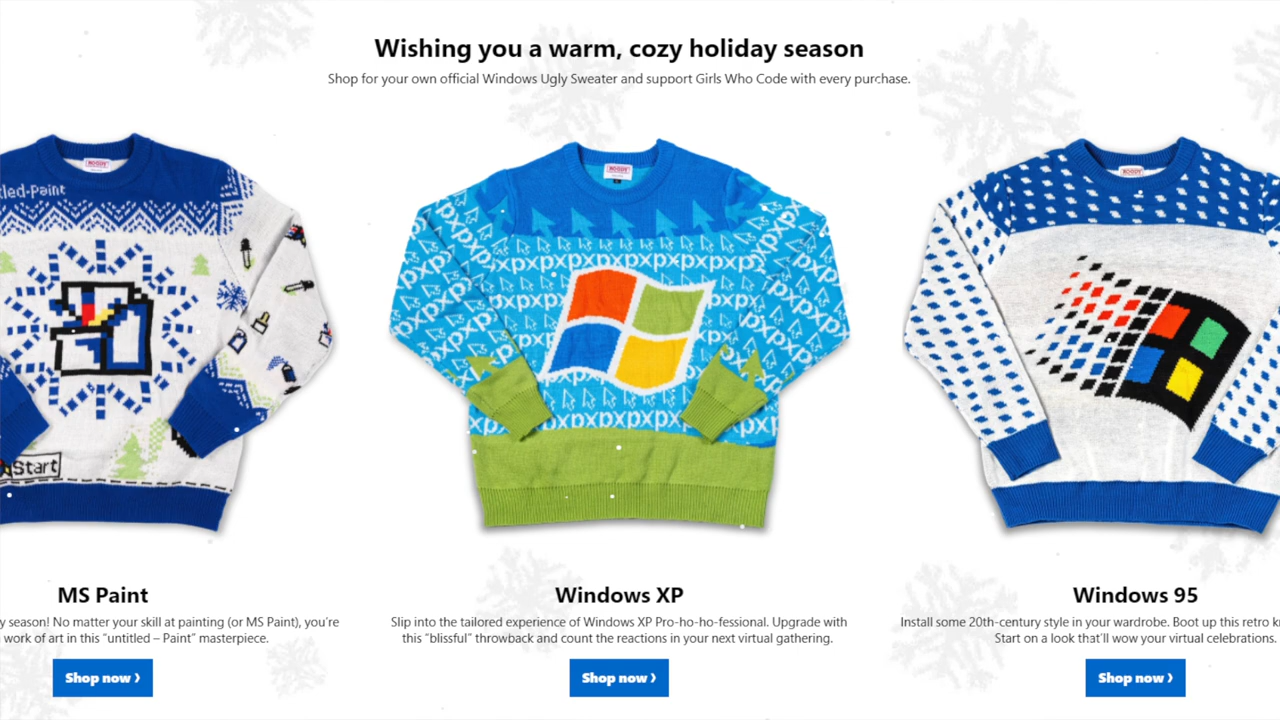 Wishing you a warm, cozy holiday season
Shop for your own official Windows Ugly Sweater and support Girls Who Code with every purchase.
tled-Paint
Start
xpxpxpxpxpxp
xpxp
pxpx
pxpxpxpxpxpx
MS Paint
y season! No matter your skill at painting (or MS Paint), you're
work of art in this "untitled – Paint" masterpiece.
Shop now ›
Windows XP
Slip into the tailored experience of Windows XP Pro-ho-ho-fessional. Upgrade with
this "blissful" throwback and count the reactions in your next virtual gathering.
Shop now ›
Windows 95
Install some 20th-century style in your wardrobe. Boot up this retro k
Start on a look that'll wow your virtual celebrations.
Shop now ›